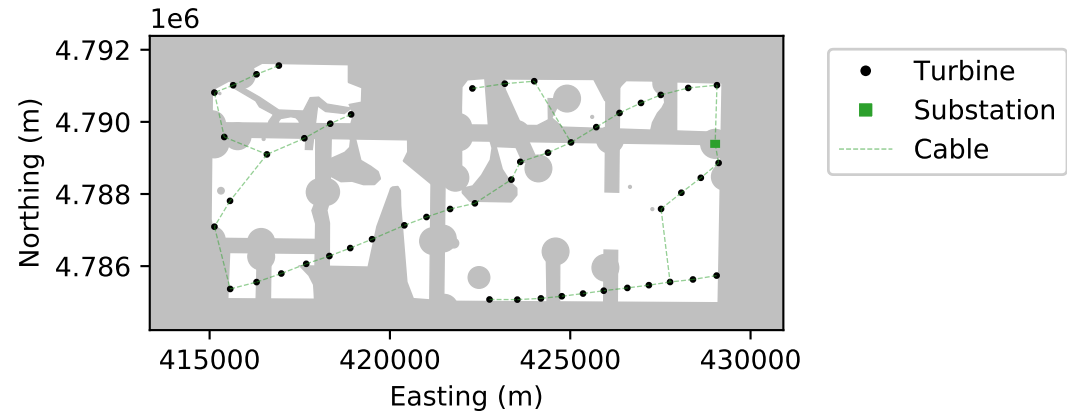 1e6
4.792
4.790
4.788
4.786
Northing (m)
415000 420000 425000 430000
Easting (m)
Turbine
Substation
Cable